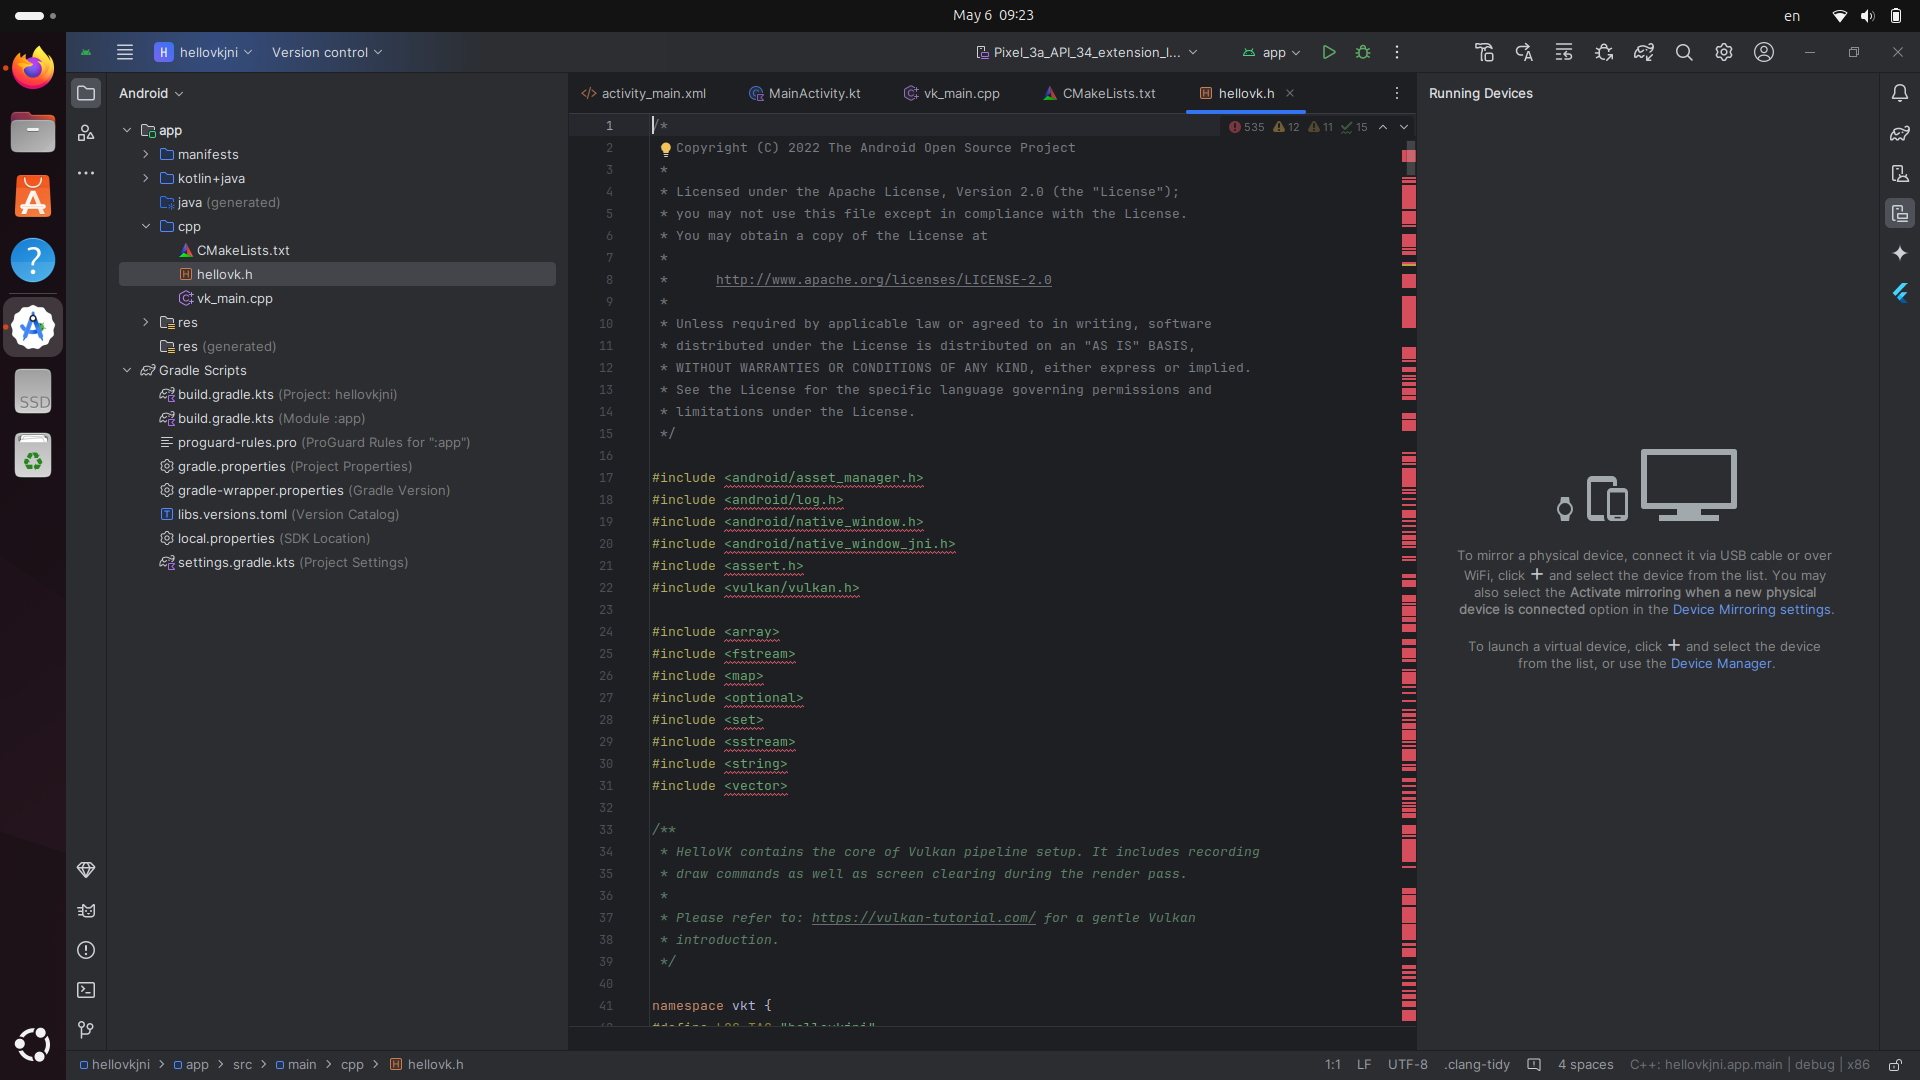 May 6 09:23
en
H hellovkjni
Version control
Pixel_3a_API_34_extension_l...
app
Android
activity_main.xml
MainActivity.kt
vk_main.cpp
CMakeLists.txt
hellovk.h
Running Devices
app
manifests
kotlin+java
java (generated)
cpp
CMakeLists.txt
hellovk.h
vk_main.cpp
res
res (generated)
Gradle Scripts
build.gradle.kts (Project: hellovkjni)
build.gradle.kts (Module :app)
proguard-rules.pro (ProGuard Rules for ":app")
gradle.properties (Project Properties)
gradle-wrapper.properties (Gradle Version)
libs.versions.toml (Version Catalog)
local.properties (SDK Location)
settings.gradle.kts (Project Settings)
SSD
535 12 11 15
1 /*
2 Copyright (C) 2022 The Android Open Source Project
3 *
4 * Licensed under the Apache License, Version 2.0 (the "License");
5 * you may not use this file except in compliance with the License.
6 * You may obtain a copy of the License at
7 *
8 * http://www.apache.org/licenses/LICENSE-2.0
9 *
10 * Unless required by applicable law or agreed to in writing, software
11 * distributed under the License is distributed on an "AS IS" BASIS,
12 * WITHOUT WARRANTIES OR CONDITIONS OF ANY KIND, either express or implied.
13 * See the License for the specific language governing permissions and
14 * limitations under the License.
15 */
16
17 #include <android/asset_manager.h>
18 #include <android/log.h>
19 #include <android/native_window.h>
20 #include <android/native_window_jni.h>
21 #include <assert.h>
22 #include <vulkan/vulkan.h>
23
24 #include <array>
25 #include <fstream>
26 #include <map>
27 #include <optional>
28 #include <set>
29 #include <sstream>
30 #include <string>
31 #include <vector>
32
33 /**
34 * HelloVK contains the core of Vulkan pipeline setup. It includes recording
35 * draw commands as well as screen clearing during the render pass.
36 *
37 * Please refer to: https://vulkan-tutorial.com/ for a gentle Vulkan
38 * introduction.
39 */
40
41 namespace vkt {
42 #define LOG_TAG "hellovkjni"
To mirror a physical device, connect it via USB cable or over
WiFi, click + and select the device from the list. You may
also select the Activate mirroring when a new physical
device is connected option in the Device Mirroring settings.
To launch a virtual device, click + and select the device
from the list, or use the Device Manager.
hellovkjni > app > src > main > cpp > hellovk.h
1:1 LF UTF-8 .clang-tidy 4 spaces C++: hellovkjni.app.main | debug | x86